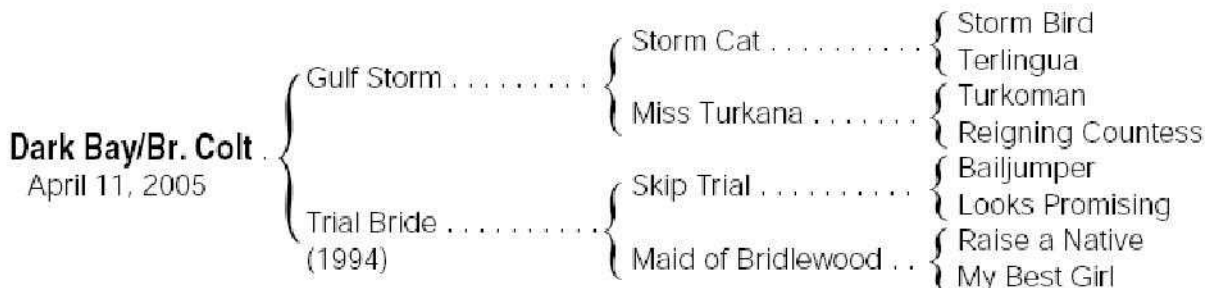 Storm Bird
Storm Cat . . . . . . . . . .
Terlingua
Gulf Storm . . . . . . . . .
Turkoman
Miss Turkana . . . . . . .
Reigning Countess
Dark Bay/Br. Colt .
April 11, 2005
Bailjumper
Skip Trial . . . . . . . . . .
Looks Promising
Trial Bride . . . . . . . . . .
(1994)
Raise a Native
Maid of Bridlewood . .
My Best Girl